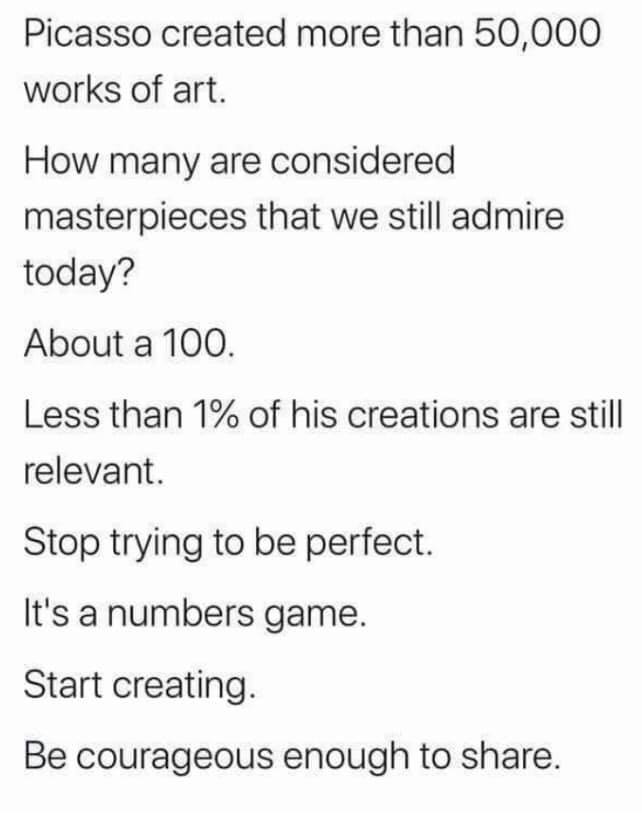 Picasso created more than 50,000
works of art.
How many are considered
masterpieces that we still admire
today?
About a 100.
Less than 1% of his creations are still
relevant.
Stop trying to be perfect.
It's a numbers game.
Start creating.
Be courageous enough to share.